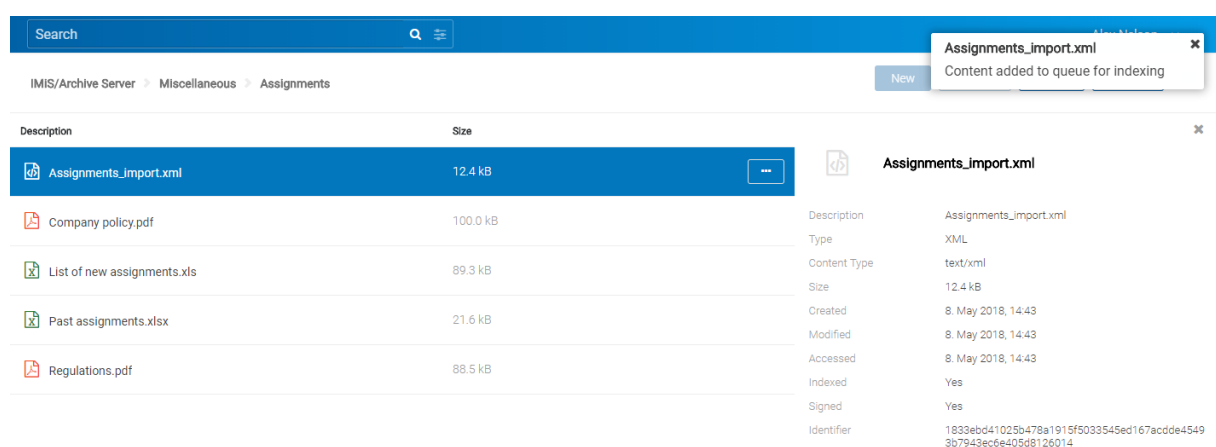 Search
Assignments_import.xml
Content added to queue for indexing
IMiS/Archive Server > Miscellaneous > Assignments
New
Description Size
Assignments_import.xml 12.4 kB
Company policy.pdf 100.0 kB
List of new assignments.xls 89.3 kB
Past assignments.xlsx 21.6 kB
Regulations.pdf 88.5 kB
Assignments_import.xml
Description Assignments_import.xml
Type XML
Content Type text/xml
Size 12.4 kB
Created 8. May 2018, 14:43
Modified 8. May 2018, 14:43
Accessed 8. May 2018, 14:43
Indexed Yes
Signed Yes
Identifier 1833ebd41025b478a1915f5033545ed167acdde4549
3b7943ec6e405d8126014